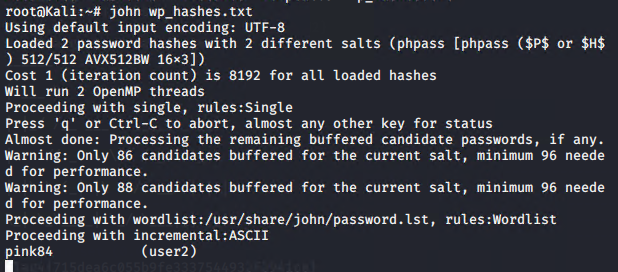 root@Kali:~# john wp_hashes.txt
Using default input encoding: UTF-8
Loaded 2 password hashes with 2 different salts (phpass [phpass ($P$ or $H$
) 512/512 AVX512BW 16×3])
Cost 1 (iteration count) is 8192 for all loaded hashes
Will run 2 OpenMP threads
Proceeding with single, rules:Single
Press 'q' or Ctrl-C to abort, almost any other key for status
Almost done: Processing the remaining buffered candidate passwords, if any.
Warning: Only 86 candidates buffered for the current salt, minimum 96 neede
d for performance.
Warning: Only 88 candidates buffered for the current salt, minimum 96 neede
d for performance.
Proceeding with wordlist:/usr/share/john/password.lst, rules:Wordlist
Proceeding with incremental:ASCII
pink84 (user2)